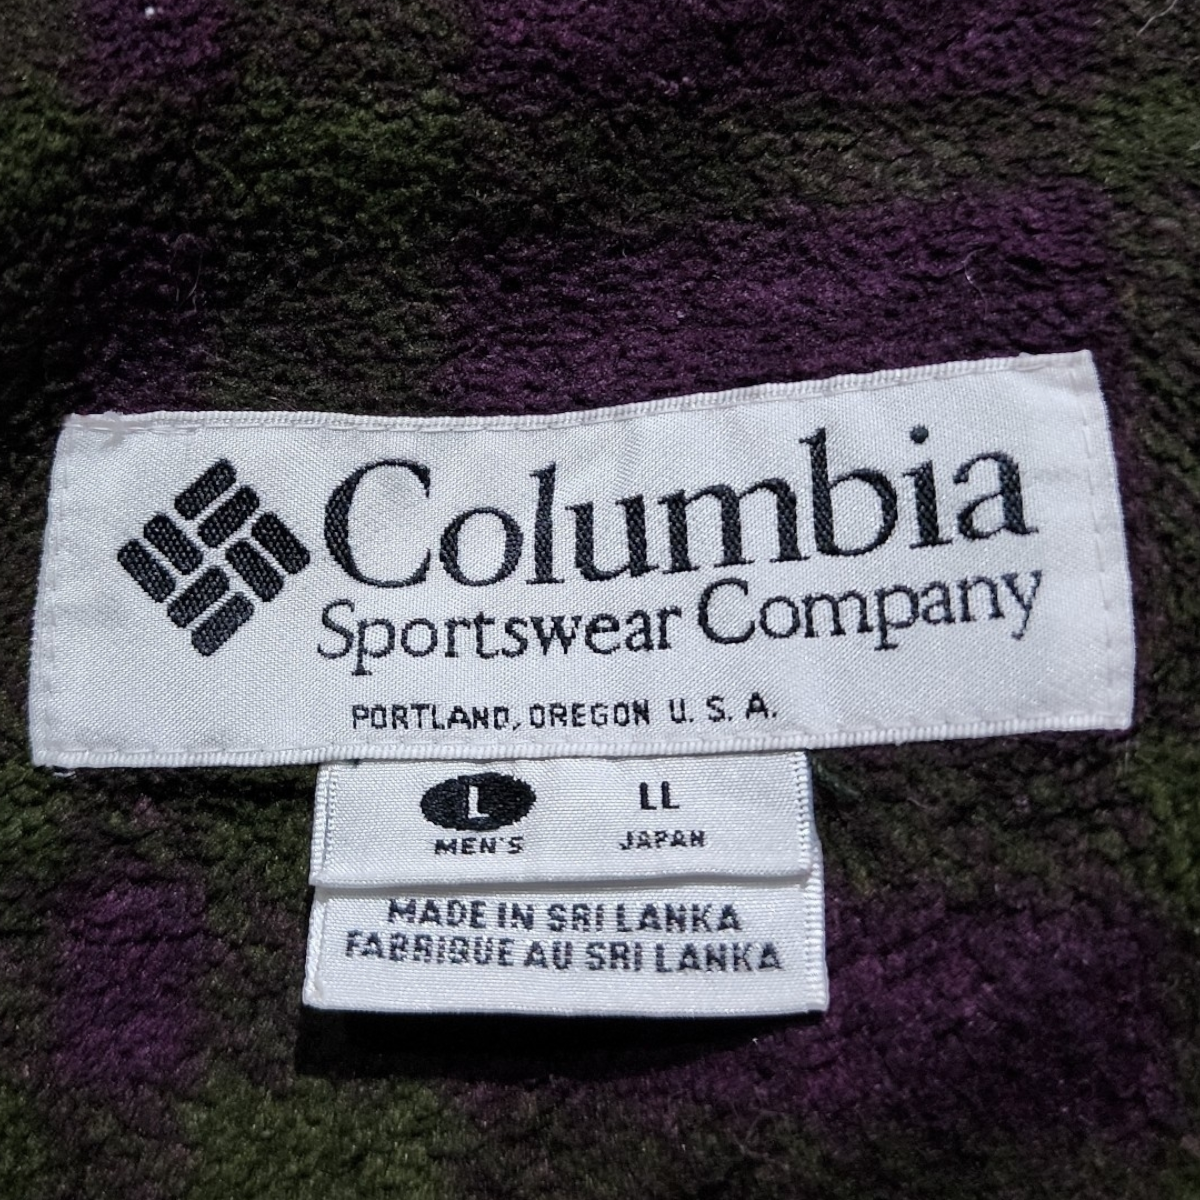 Columbia
Sportswear Company
PORTLAND, OREGON U. S. A.
L LL
MEN'S JAPAN
MADE IN SRI LANKA
FABRIQUE AU SRI LANKA